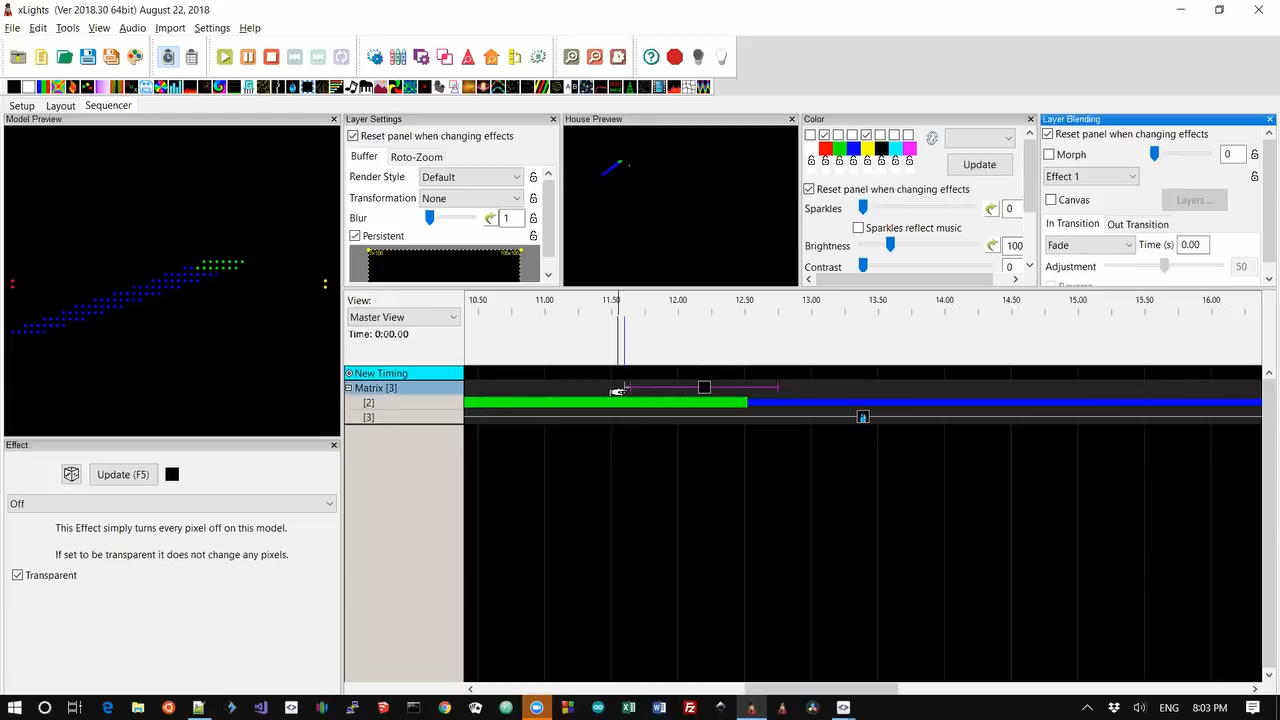 xLights  (Ver 2018.30 64bit) August 22, 2018
File Edit Tools View Audio Import Settings Help
Setup Layout Sequencer
Model Preview
Layer Settings
Reset panel when changing effects
Buffer Roto-Zoom
Render Style Default
Transformation None
Blur 1
Persistent
0x100 100x100
House Preview
Color
Update
Reset panel when changing effects
Sparkles 0
Sparkles reflect music
Brightness 100
Contrast 0
Layer Blending
Reset panel when changing effects
Morph 0
Effect 1
Canvas Layers ...
In Transition Out Transition
Fade Time (s) 0.00
Adjustment 50
Reverse
View:
Master View
Time: 0:00.00
10.50 11.00 11.50 12.00 12.50 13.00 13.50 14.00 14.50 15.00 15.50 16.00
New Timing
Matrix [3]
[2]
[3]
Effect
Update (F5)
Off
This Effect simply turns every pixel off on this model.
If set to be transparent it does not change any pixels.
Transparent
ENG 8:03 PM